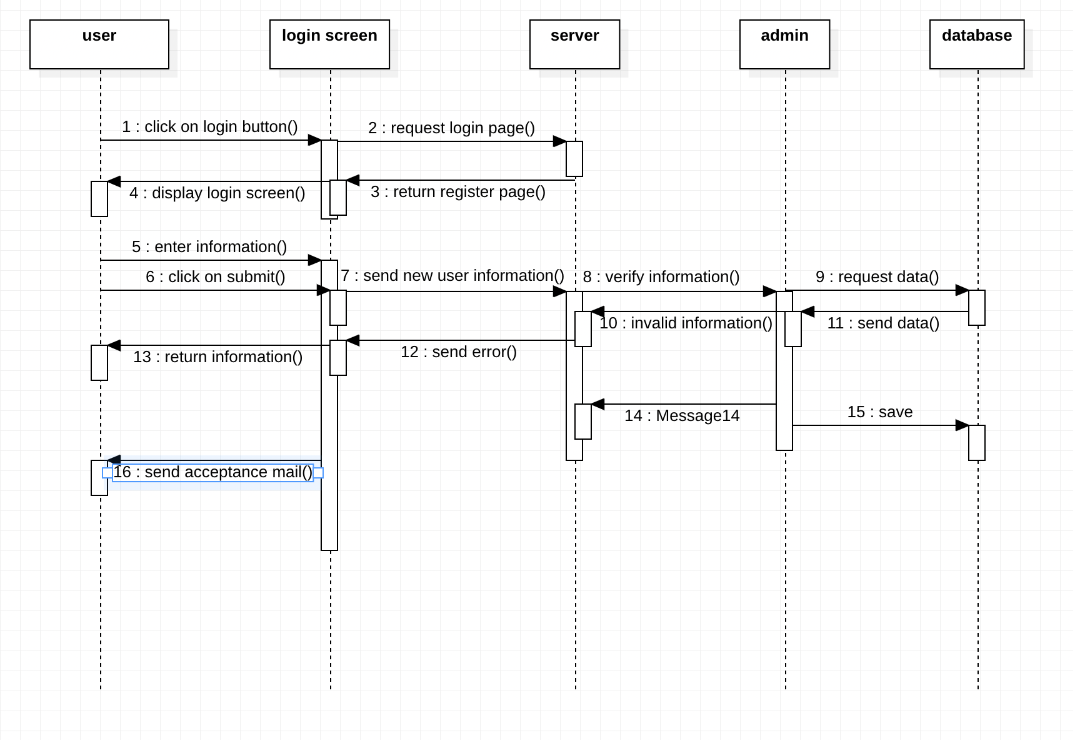 user
login screen
server
admin
database
1 : click on login button()
2 : request login page()
4 : display login screen()
3 : return register page()
5 : enter information()
6 : click on submit()
7 : send new user information()
8 : verify information()
9 : request data()
10 : invalid information()
11 : send data()
13 : return information()
12 : send error()
14 : Message14
15 : save
16 : send acceptance mail()